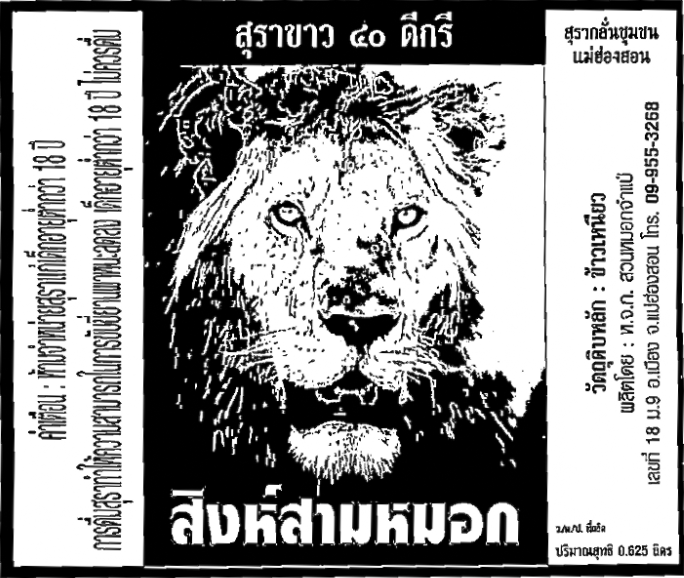 คำเตือน : ห้ามจำหน่ายสุราแก่เด็กอายุต่ำกว่า 18 ปี
การดื่มสุราทำให้ความสามารถในการขับขี่ยานพาหนะลดลง เด็กอายุต่ำกว่า 18 ปี ไม่ควรดื่ม
สุราขาว ๔๐ ดีกรี
สิงห์สามหมอก
สุรากลั่นชุมชน
แม่ฮ่องสอน
วัตถุดิบหลัก : ข้าวเหนียว
ผลิตโดย : ห.จ.ก. สวนหมอกจำแป่
เลขที่ 18 ม.9 อ.เมือง จ.แม่ฮ่องสอน โทร. 09-955-3268
ว/ด/ป. ที่ผลิต
ปริมาณสุทธิ 0.625 ลิตร